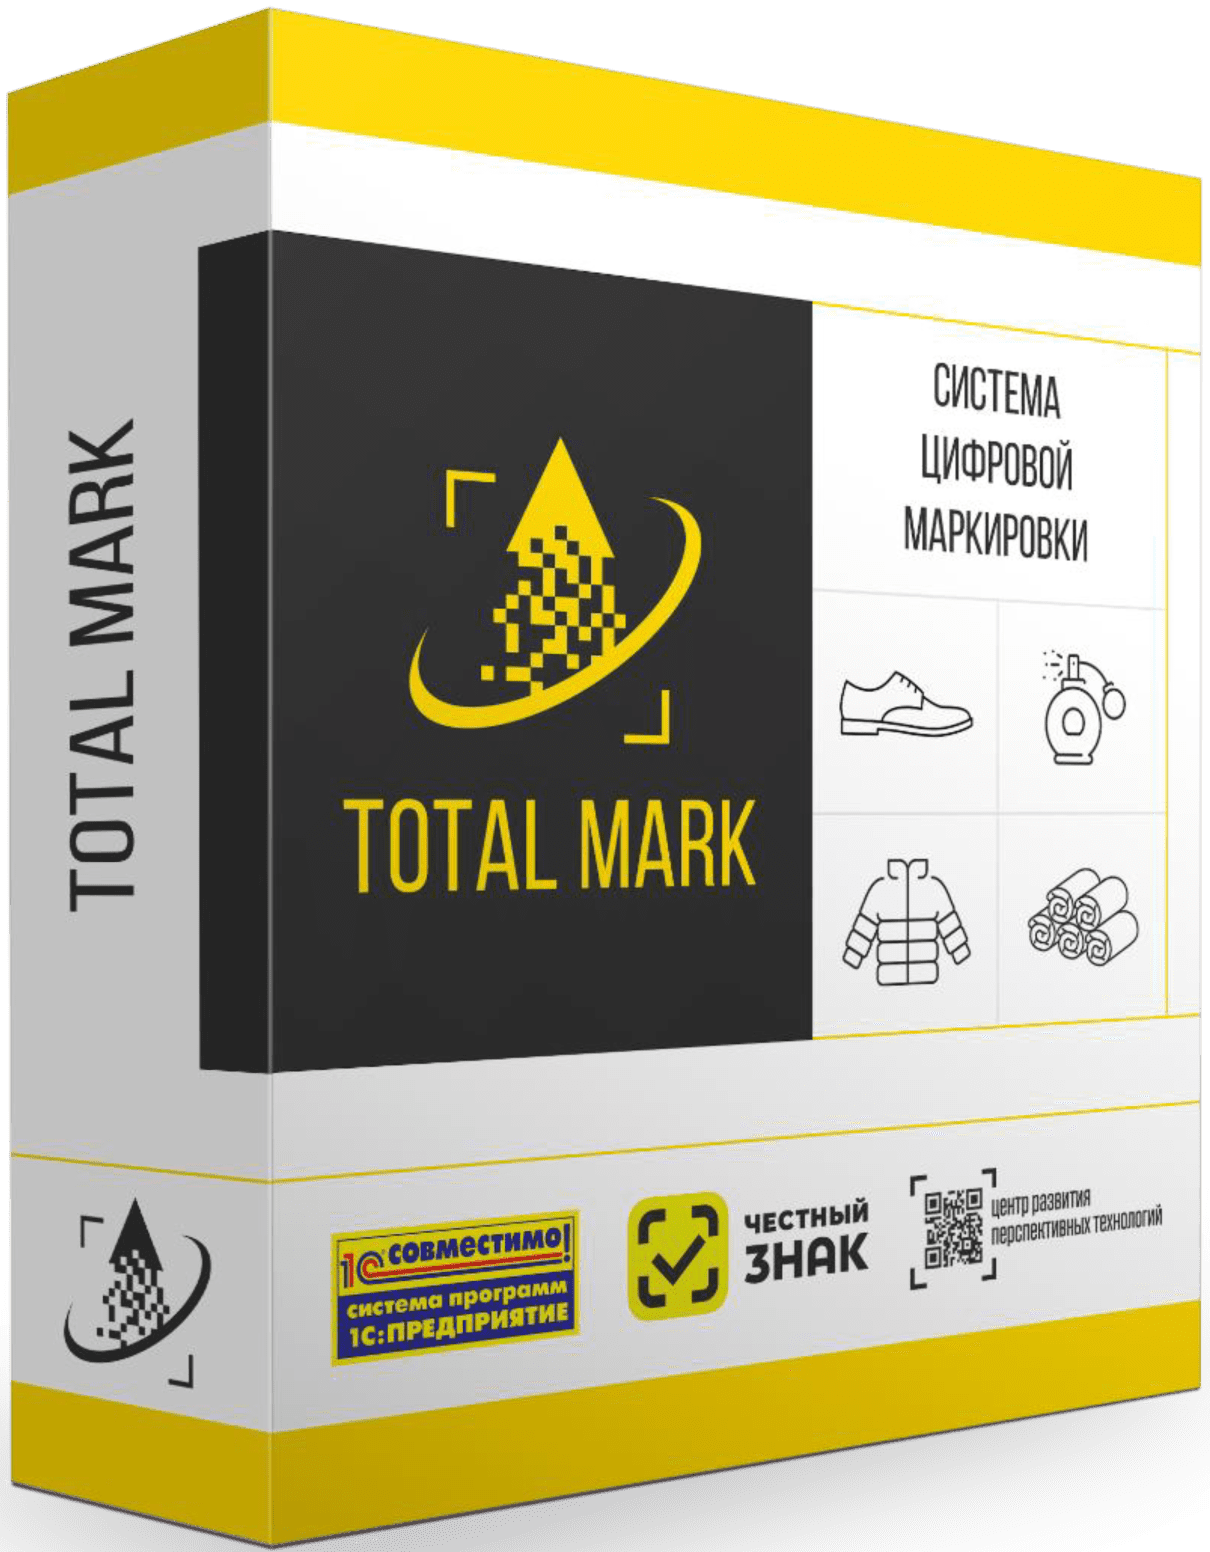 TOTAL MARK
TOTAL MARK
СИСТЕМА
ЦИФРОВОЙ
МАРКИРОВКИ
1С СОВМЕСТИМО!
система программ
1С:ПРЕДПРИЯТИЕ
ЧЕСТНЫЙ
ЗНАК
центр развития
перспективных технологий